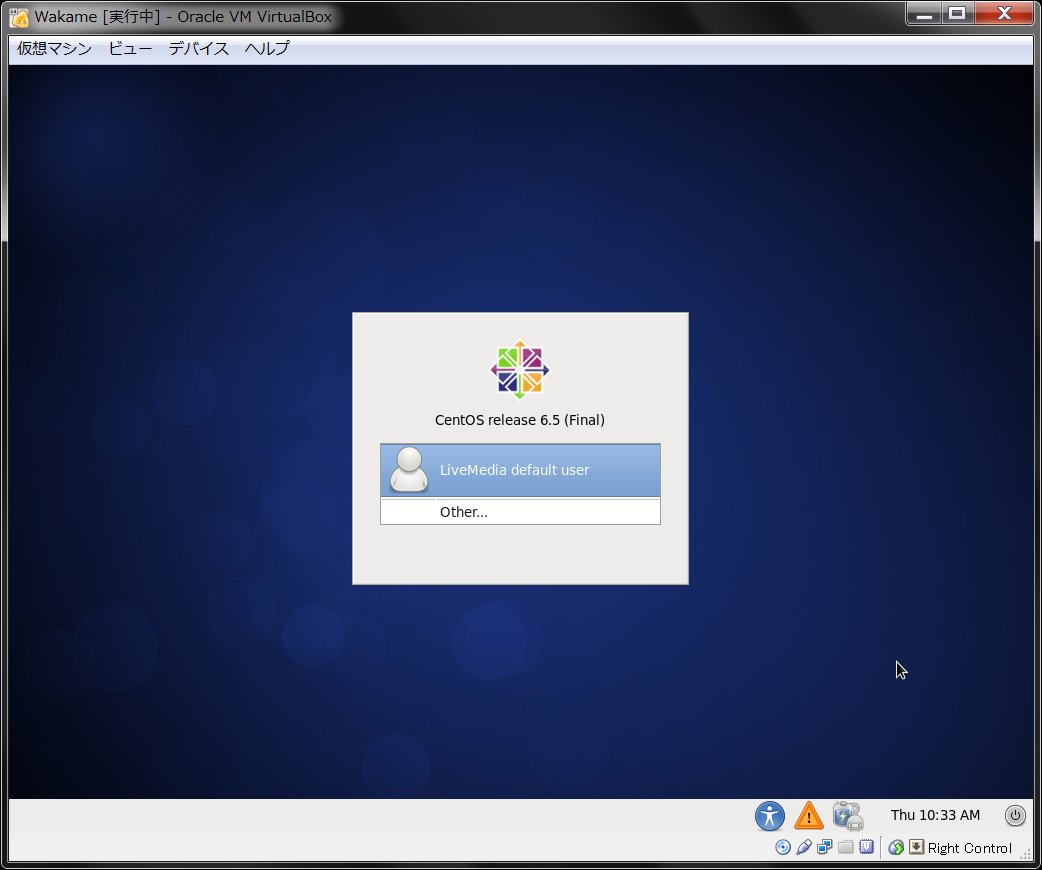 Wakame [実行中] - Oracle VM VirtualBox
仮想マシン ビュー デバイス ヘルプ
CentOS release 6.5 (Final)
LiveMedia default user
Other...
Thu 10:33 AM
Right Control